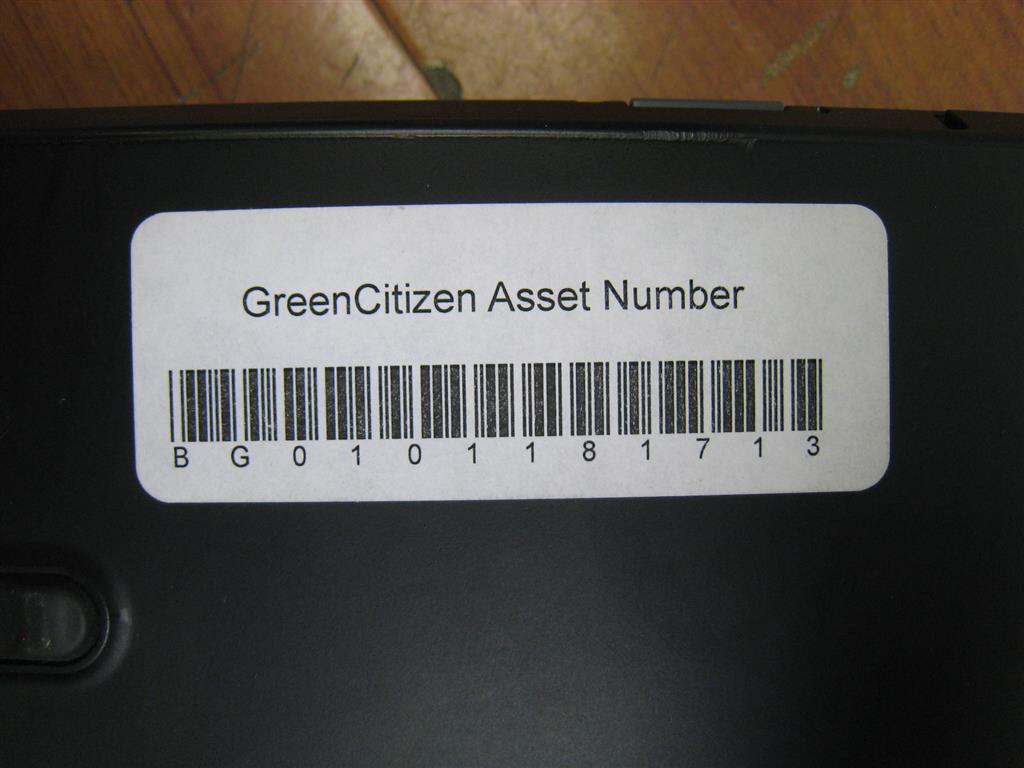 GreenCitizen Asset Number
B G 0 1 0 1 1 8 1 7 1 3